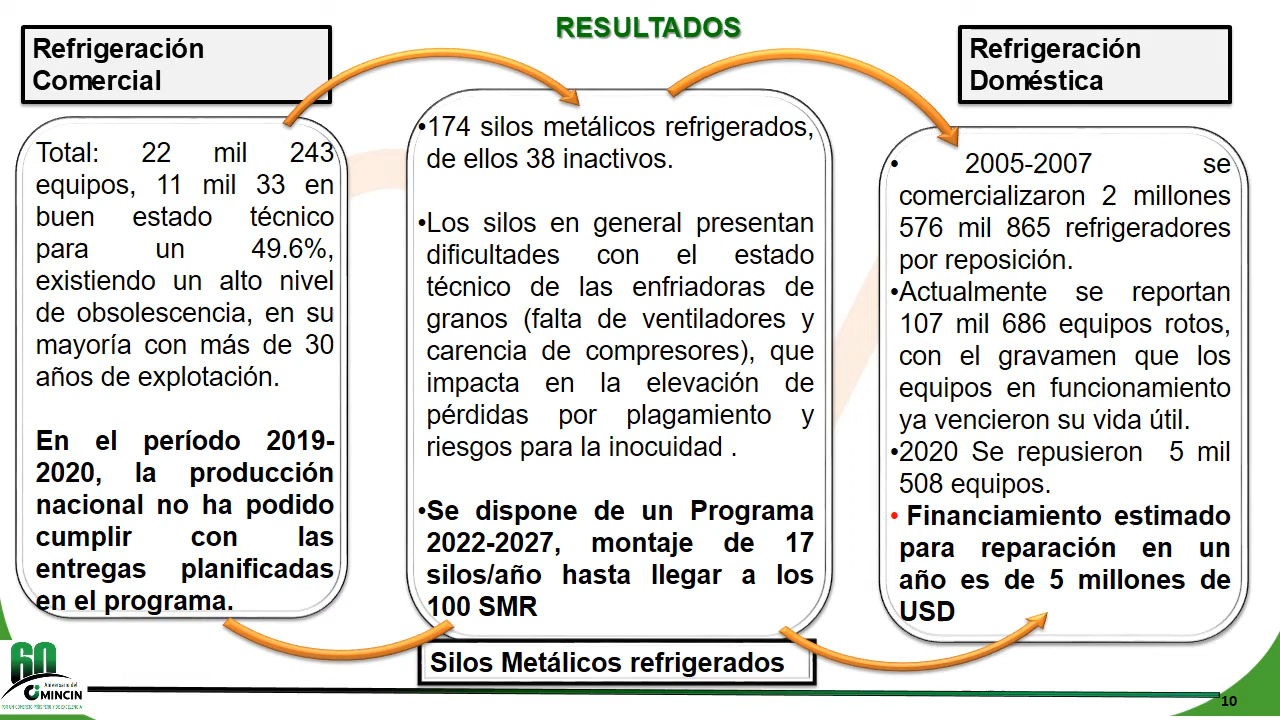 RESULTADOS
Refrigeración
Comercial
Total: 22 mil 243
equipos, 11 mil 33 en
buen estado técnico
para un 49.6%,
existiendo un alto nivel
de obsolescencia, en su
mayoría con más de 30
años de explotación.
En el período 2019-
2020, la producción
nacional no ha podido
cumplir con las
entregas planificadas
en el programa.
•174 silos metálicos refrigerados,
de ellos 38 inactivos.
•Los silos en general presentan
dificultades con el estado
técnico de las enfriadoras de
granos (falta de ventiladores y
carencia de compresores), que
impacta en la elevación de
pérdidas por plagamiento y
riesgos para la inocuidad .
•Se dispone de un Programa
2022-2027, montaje de 17
silos/año hasta llegar a los
100 SMR
Silos Metálicos refrigerados
Refrigeración
Doméstica
• 2005-2007 se
comercializaron 2 millones
576 mil 865 refrigeradores
por reposición.
•Actualmente se reportan
107 mil 686 equipos rotos,
con el gravamen que los
equipos en funcionamiento
ya vencieron su vida útil.
•2020 Se repusieron 5 mil
508 equipos.
• Financiamiento estimado
para reparación en un
año es de 5 millones de
USD
60
Aniversario del
MINCIN
POR UN COMERCIO PRÓSPERO Y DE EXCELENCIA
10